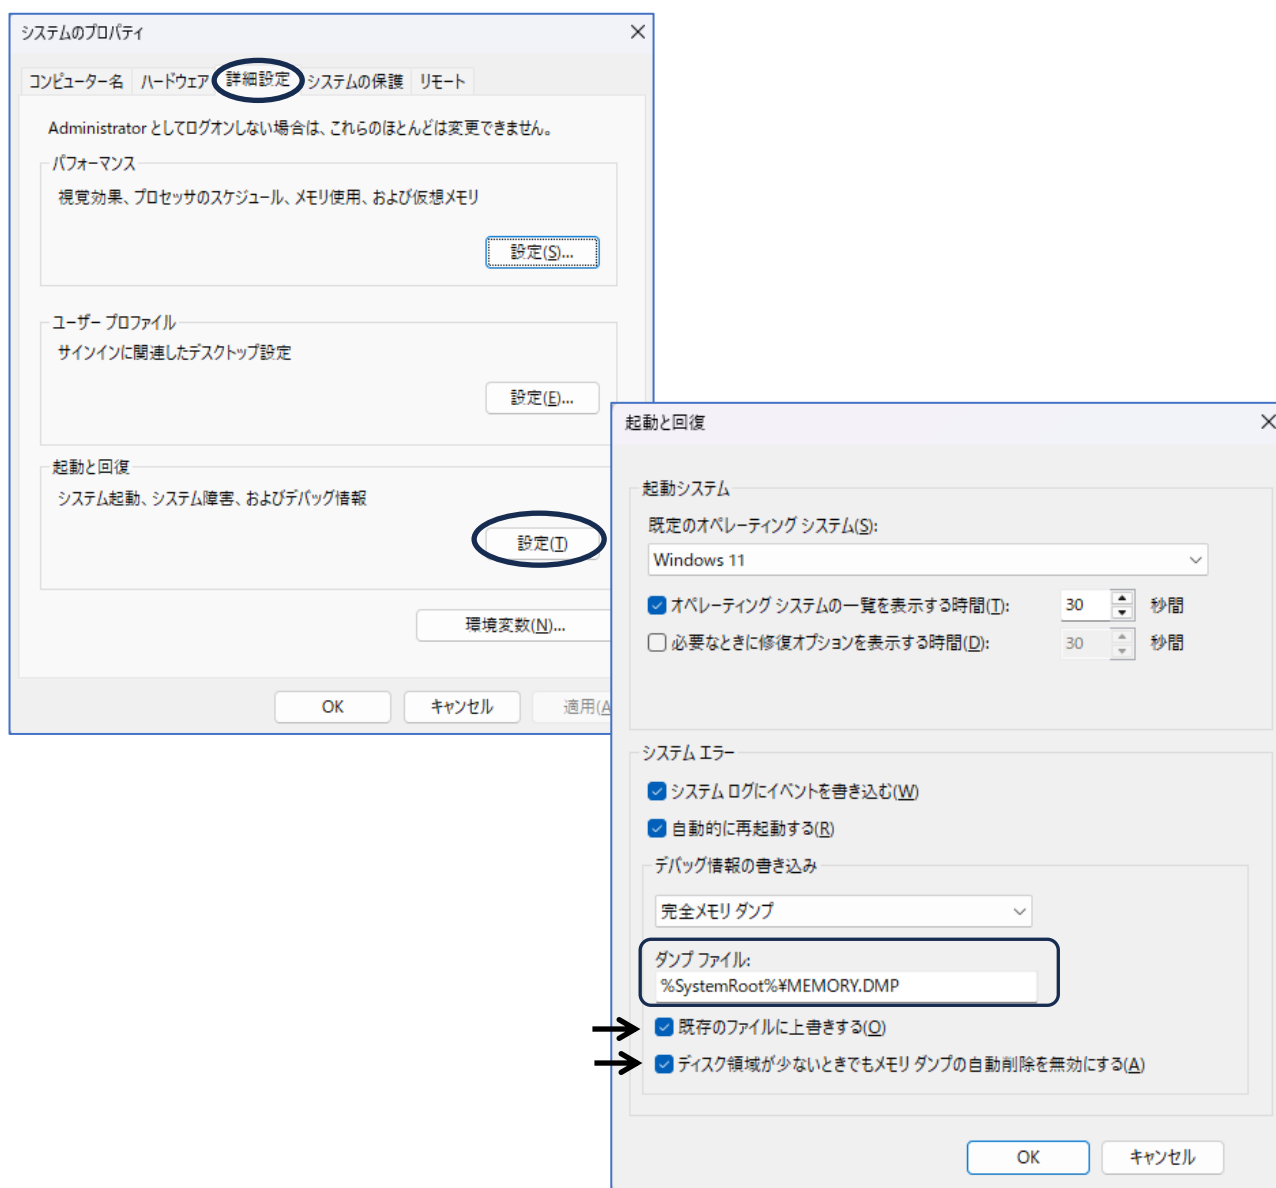 システムのプロパティ
コンピューター名 ハードウェア 詳細設定 システムの保護 リモート
Administrator としてログオンしない場合は、これらのほとんどは変更できません。
パフォーマンス
視覚効果、プロセッサのスケジュール、メモリ使用、および仮想メモリ
設定(S)...
ユーザー プロファイル
サインインに関連したデスクトップ設定
設定(E)...
起動と回復
システム起動、システム障害、およびデバッグ情報
設定(T)
環境変数(N)...
OK キャンセル 適用(A
起動と回復
起動システム
既定のオペレーティング システム(S):
Windows 11
オペレーティング システムの一覧を表示する時間(T): 30 秒間
必要なときに修復オプションを表示する時間(D): 30 秒間
システム エラー
システム ログにイベントを書き込む(W)
自動的に再起動する(R)
デバッグ情報の書き込み
完全メモリ ダンプ
ダンプ ファイル:
%SystemRoot%¥MEMORY.DMP
既存のファイルに上書きする(O)
ディスク領域が少ないときでもメモリ ダンプの自動削除を無効にする(A)
OK キャンセル